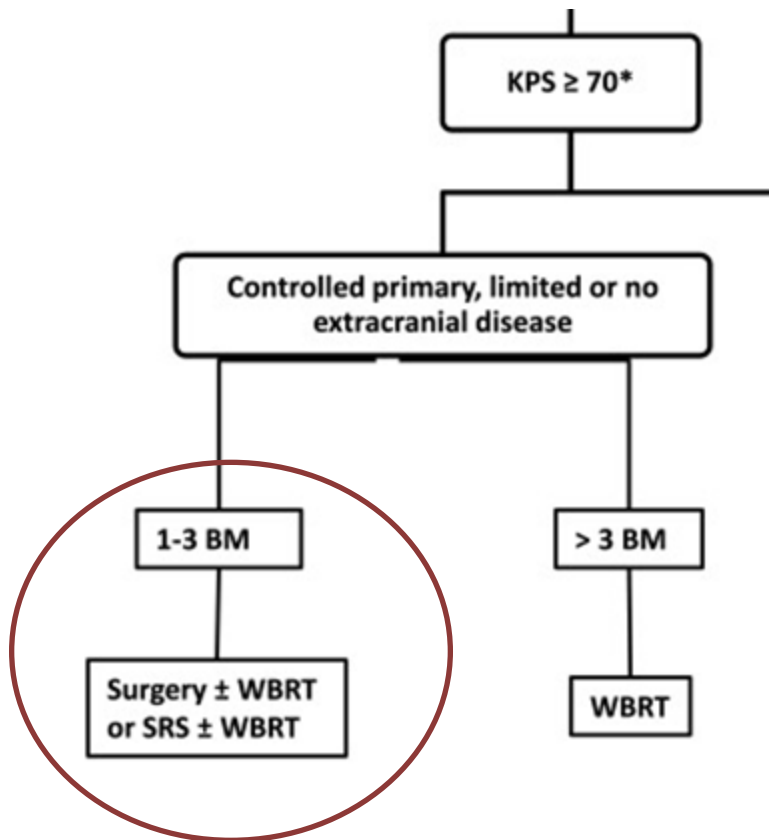 KPS ≥ 70*
Controlled primary, limited or no
extracranial disease
1-3 BM
> 3 BM
Surgery ± WBRT
or SRS ± WBRT
WBRT